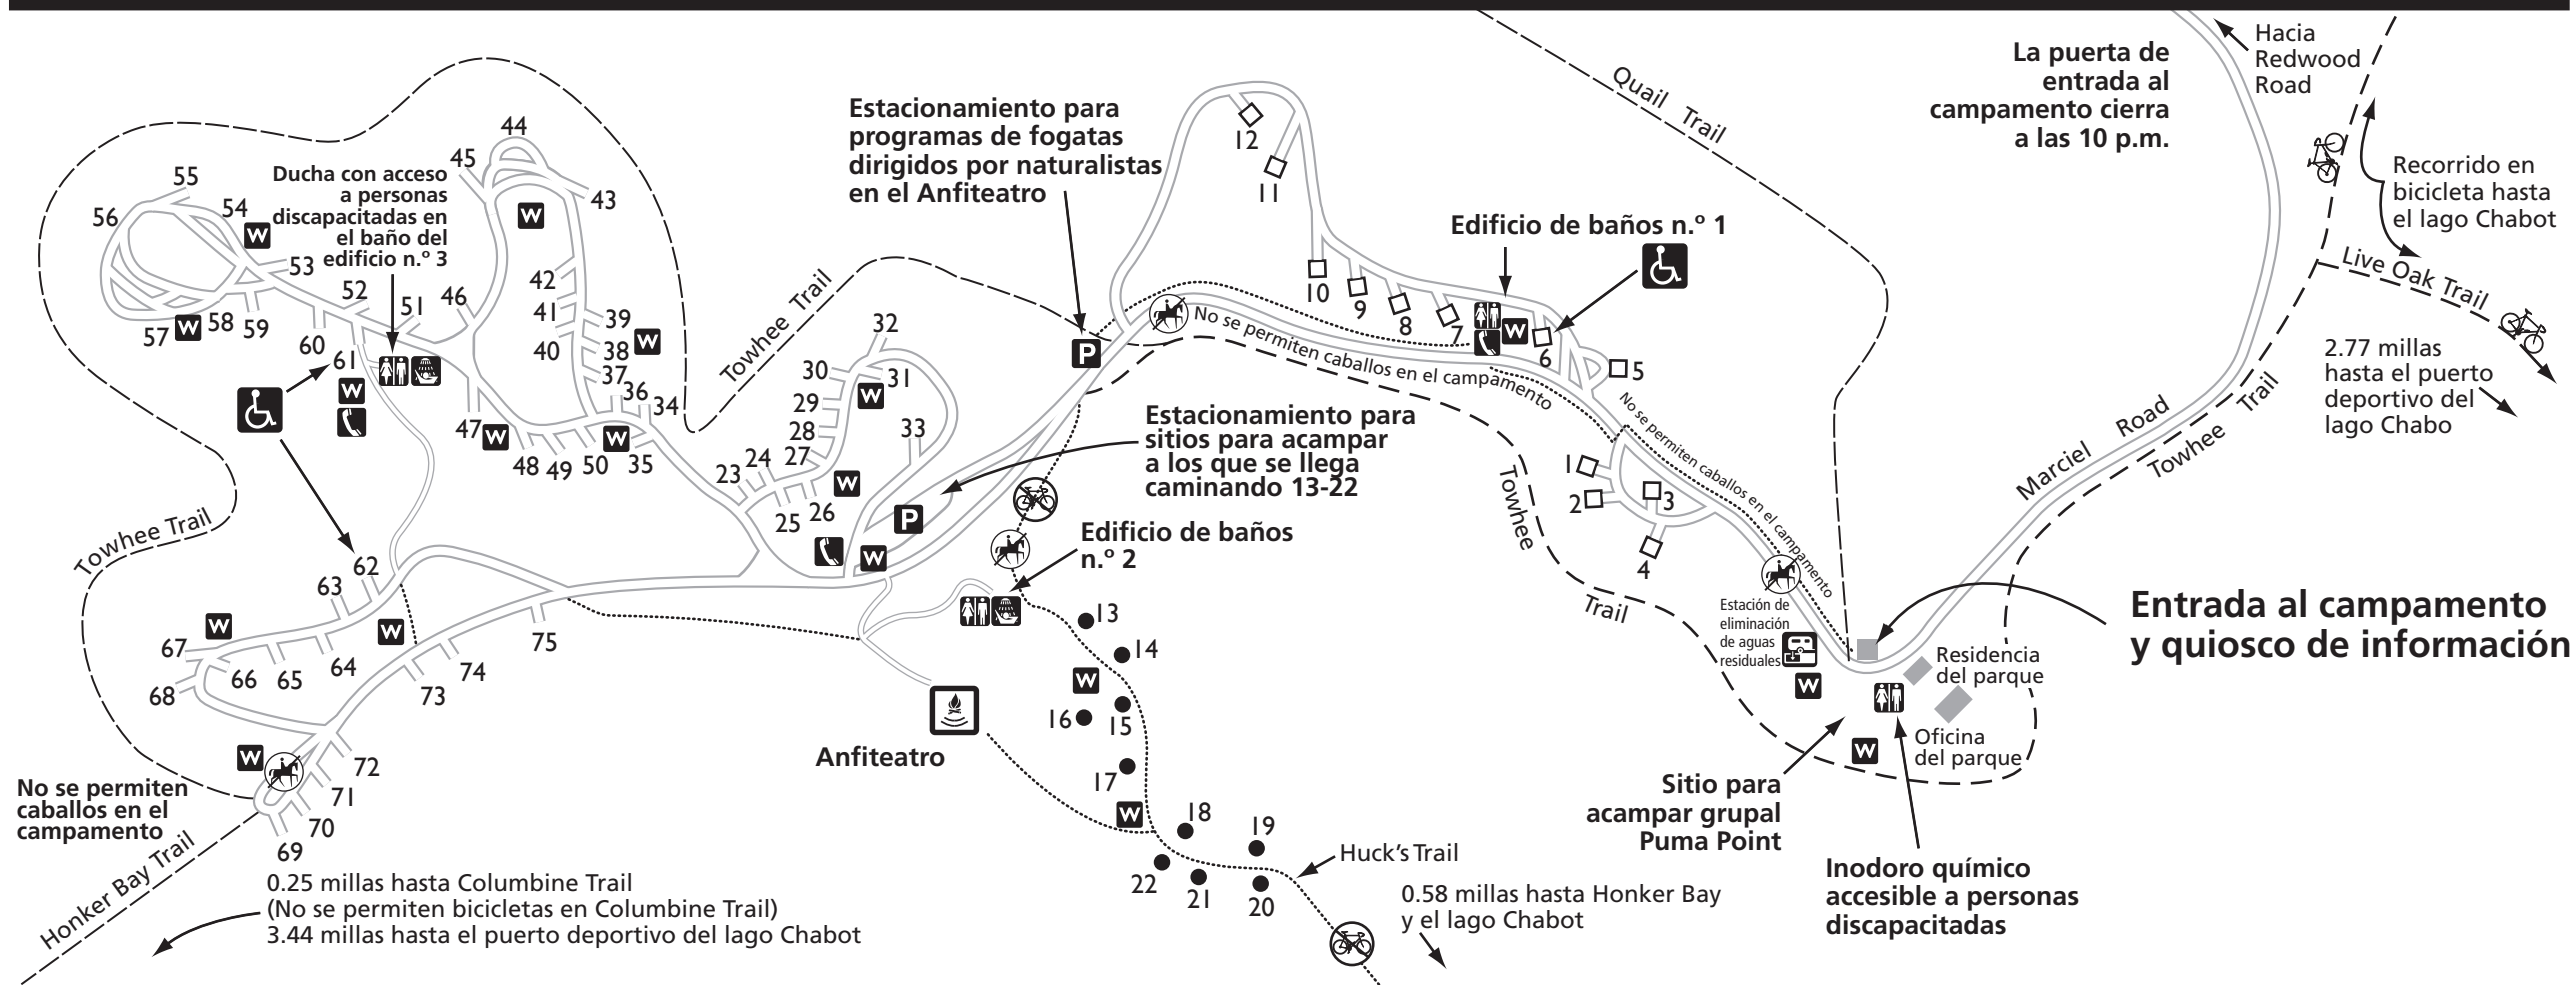 Hacia
Redwood
Road
La puerta de
entrada al
campamento cierra
a las 10 p.m.
Quail Trail
Recorrido en
bicicleta hasta
el lago Chabot
Live Oak Trail
2.77 millas
hasta el puerto
deportivo del
lago Chabo
Marciel Road
Towhee Trail
Estacionamiento para
programas de fogatas
dirigidos por naturalistas
en el Anfiteatro
Edificio de baños n.º 1
12
11
10
9
8
7
6
5
W
No se permiten caballos en el campamento
No se permiten caballos en el campamento
1
2
3
4
Towhee Trail
P
Estacionamiento para
sitios para acampar
a los que se llega
caminando 13-22
P
Edificio de baños
n.º 2
Ducha con acceso
a personas
discapacitadas en
el baño del
edificio n.º 3
44
45
43
W
55
54
W
56
53
52
51
46
42
41
40
39
38
W
37
36
34
57
W
58
59
60
61
W
47
W
48
49
50
W
35
Towhee Trail
32
30
31
W
29
28
33
27
24
23
25
26
W
W
Towhee Trail
62
63
W
W
67
66
65
64
68
75
74
73
72
71
70
69
W
No se permiten
caballos en el
campamento
Honker Bay Trail
0.25 millas hasta Columbine Trail
(No se permiten bicicletas en Columbine Trail)
3.44 millas hasta el puerto deportivo del lago Chabot
Anfiteatro
13
14
W
16
15
17
W
18
19
22
21
20
Huck's Trail
0.58 millas hasta Honker Bay
y el lago Chabot
Estación de
eliminación
de aguas
residuales
W
W
Entrada al campamento
y quiosco de información
Residencia
del parque
Oficina
del parque
Sitio para
acampar grupal
Puma Point
Inodoro químico
accesible a personas
discapacitadas